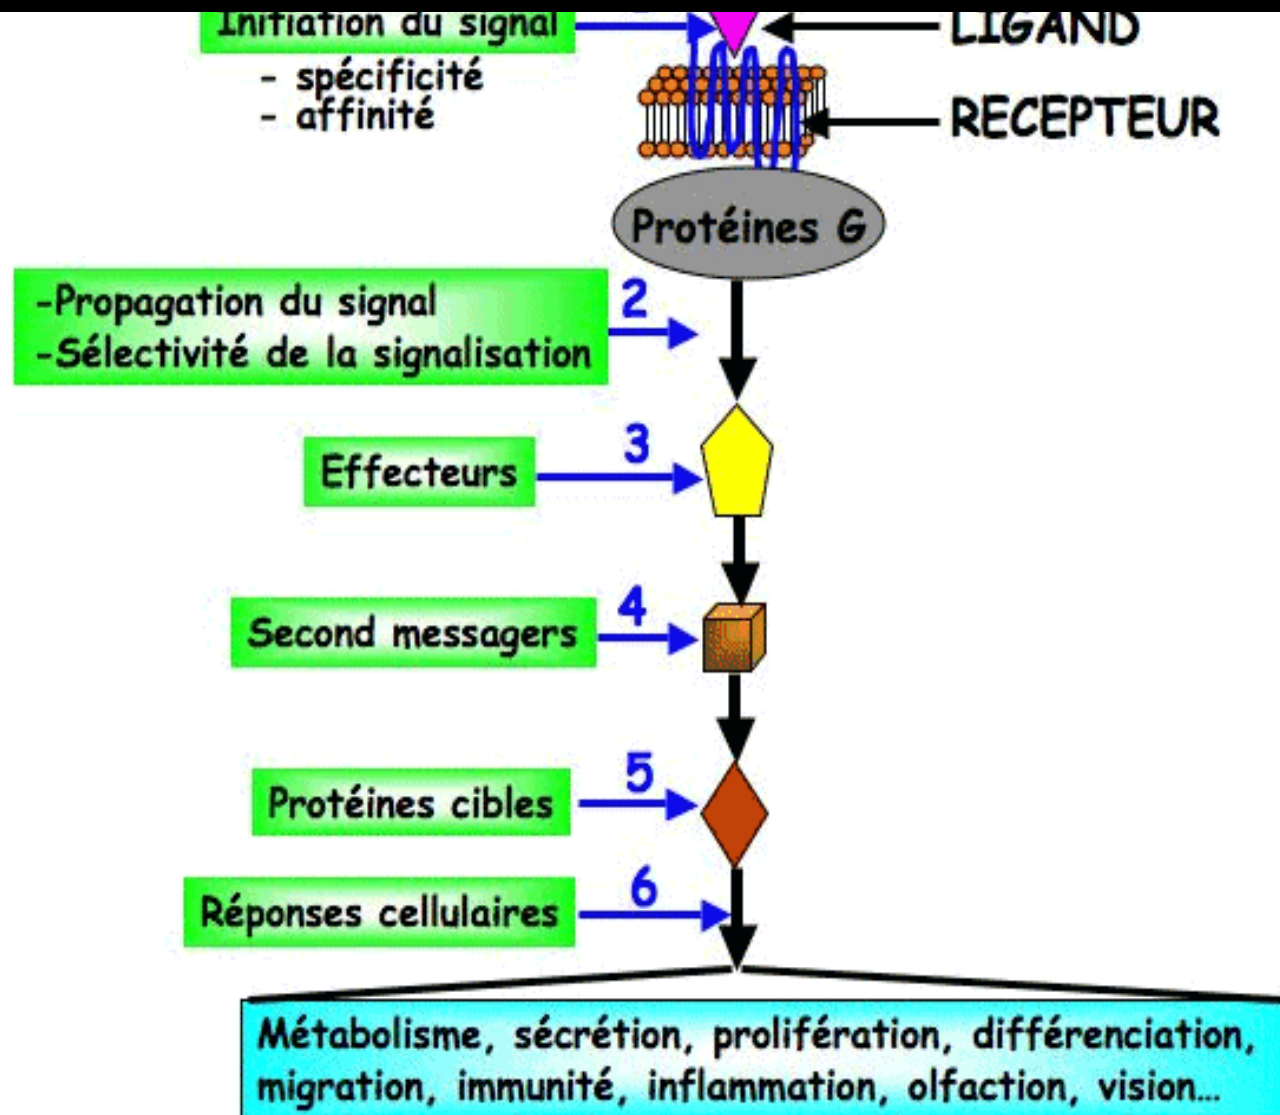 Initiation du signal
LIGAND
- spécificité
- affinité
RECEPTEUR
Protéines G
-Propagation du signal
-Sélectivité de la signalisation
2
Effecteurs
3
Second messagers
4
Protéines cibles
5
Réponses cellulaires
6
Métabolisme, sécrétion, prolifération, différenciation,
migration, immunité, inflammation, olfaction, vision...